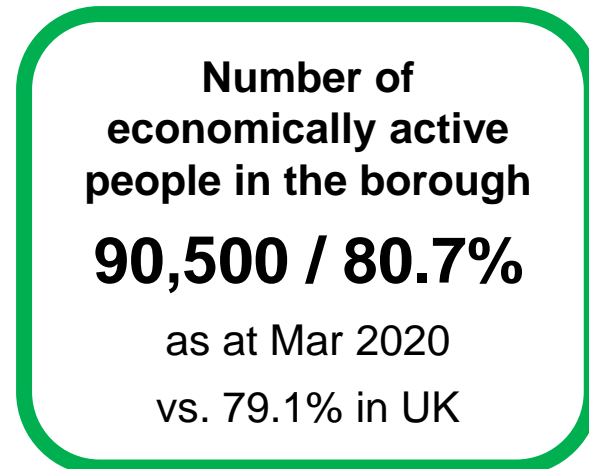 Number of
economically active
people in the borough
90,500 / 80.7%
as at Mar 2020
vs. 79.1% in UK